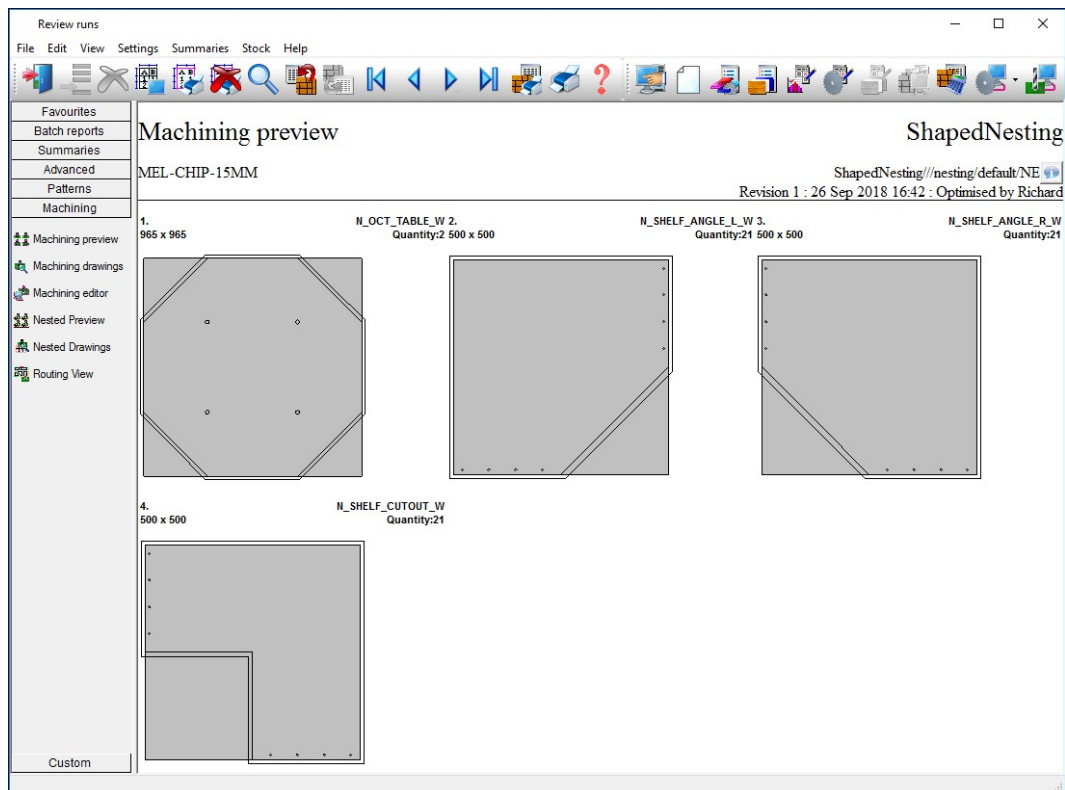 Review runs
File Edit View Settings Summaries Stock Help
Favourites
Batch reports
Summaries
Advanced
Patterns
Machining
Machining preview
Machining drawings
Machining editor
Nested Preview
Nested Drawings
Routing View
Custom
Machining preview ShapedNesting
MEL-CHIP-15MM ShapedNesting///nesting/default/NE
Revision 1 : 26 Sep 2018 16:42 : Optimised by Richard
1. N_OCT_TABLE_W 2. N_SHELF_ANGLE_L_W 3. N_SHELF_ANGLE_R_W
965 x 965 Quantity:2 500 x 500 Quantity:21 500 x 500 Quantity:21
4. N_SHELF_CUTOUT_W
500 x 500 Quantity:21